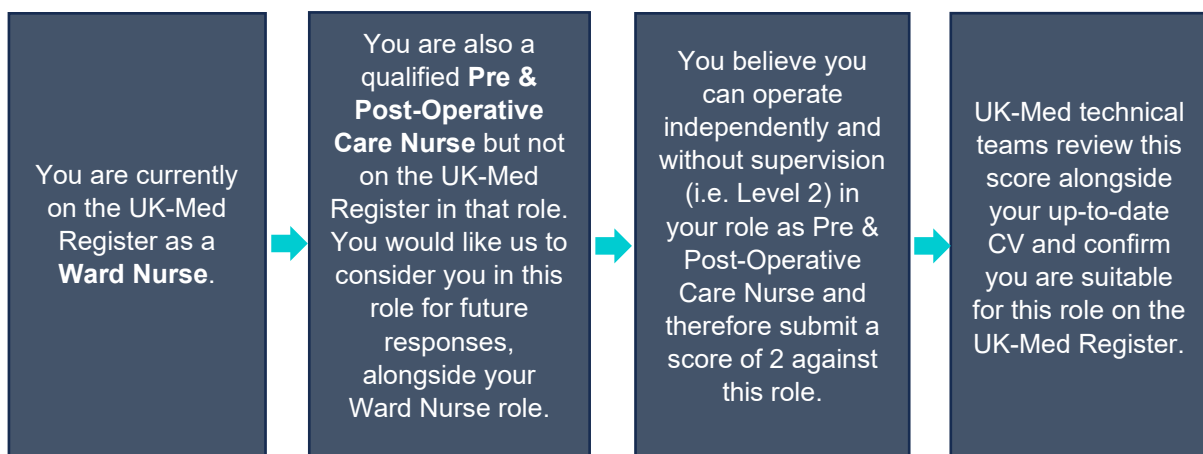 You are currently
on the UK-Med
Register as a
Ward Nurse.
You are also a
qualified Pre &
Post-Operative
Care Nurse but not
on the UK-Med
Register in that role.
You would like us to
consider you in this
role for future
responses,
alongside your
Ward Nurse role.
You believe you
can operate
independently and
without supervision
(i.e. Level 2) in
your role as Pre &
Post-Operative
Care Nurse and
therefore submit a
score of 2 against
this role.
UK-Med technical
teams review this
score alongside
your up-to-date
CV and confirm
you are suitable
for this role on the
UK-Med Register.